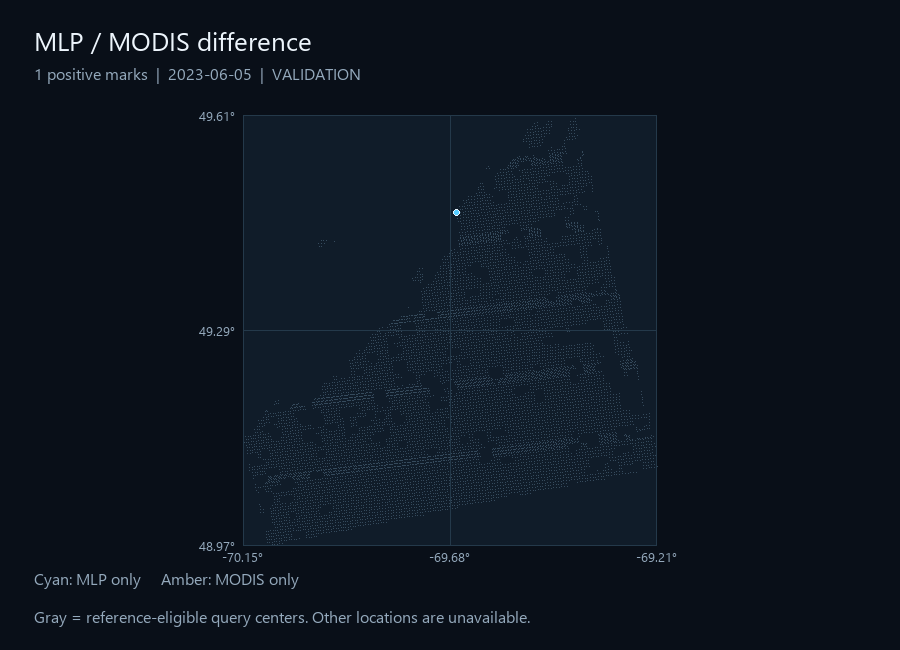 MLP / MODIS difference
1 positive marks | 2023-06-05 | VALIDATION
49.61°
49.29°
48.97°
-70.15° -69.68° -69.21°
Cyan: MLP only Amber: MODIS only
Gray = reference-eligible query centers. Other locations are unavailable.